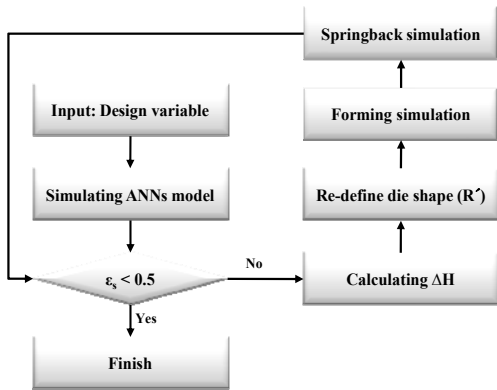 Input: Design variable
Simulating ANNs model
εs < 0.5
Yes
Finish
No
Calculating ΔH
Re-define die shape (R′)
Forming simulation
Springback simulation